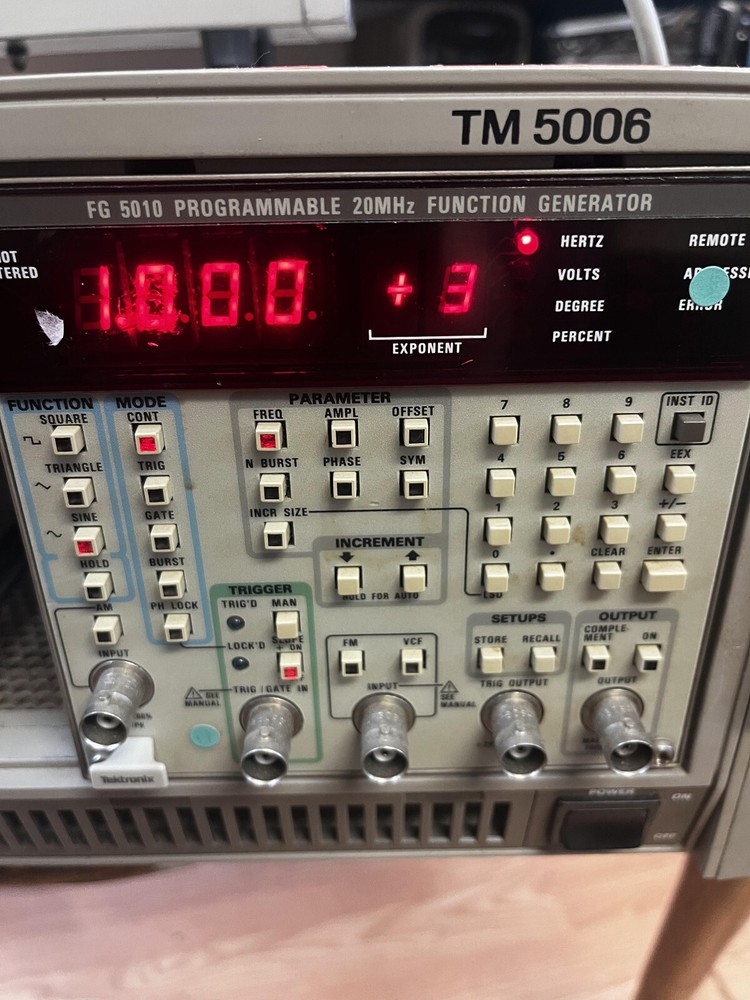 TM 5006
FG 5010 PROGRAMMABLE 20MHz FUNCTION GENERATOR
1.000 +3
EXPONENT
HERTZ
VOLTS
DEGREE
PERCENT
REMOTE
FUNCTION
SQUARE
TRIANGLE
SINE
HOLD
AM
INPUT
MODE
CONT
TRIG
GATE
BURST
PH LOCK
PARAMETER
FREQ AMPL OFFSET
N BURST PHASE SYM
INCR SIZE
INCREMENT
HOLD FOR AUTO
7 8 9 INST ID
4 5 6 EEX
1 2 3 +/−
0 • CLEAR ENTER
LSD
TRIGGER
TRIG'D MAN
LOCK'D SLOPE
+ ON
TRIG/GATE IN
SEE
MANUAL
FM VCF
INPUT
SEE
MANUAL
SETUPS
STORE RECALL
TRIG OUTPUT
OUTPUT
COMPLE-
MENT
ON
OUTPUT
Tektronix
POWER
ON
OFF